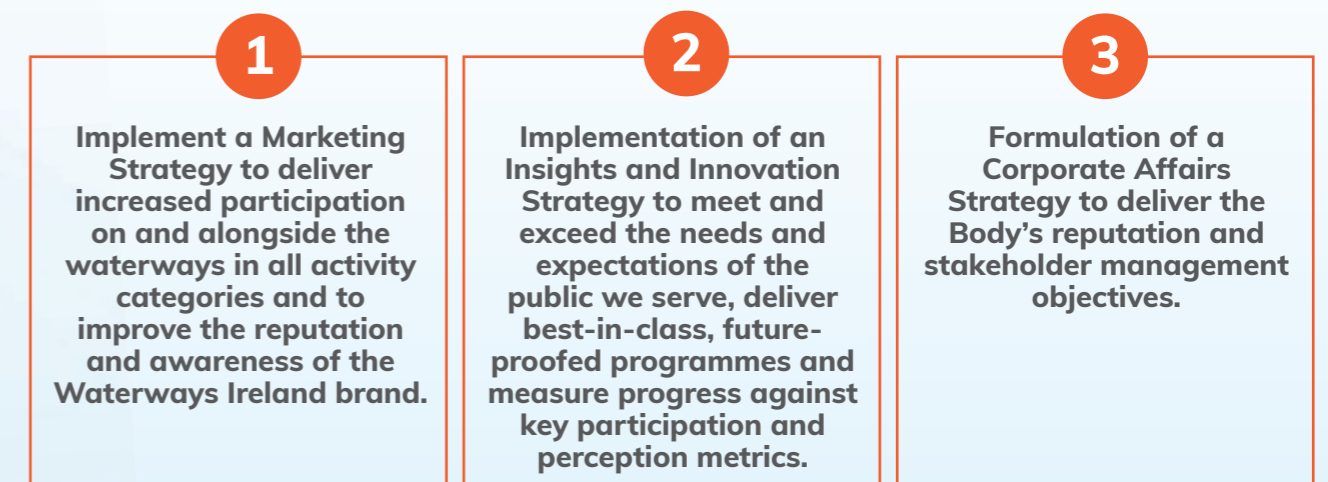 1
Implement a Marketing
Strategy to deliver
increased participation
on and alongside the
waterways in all activity
categories and to
improve the reputation
and awareness of the
Waterways Ireland brand.
2
Implementation of an
Insights and Innovation
Strategy to meet and
exceed the needs and
expectations of the
public we serve, deliver
best-in-class, future-
proofed programmes and
measure progress against
key participation and
perception metrics.
3
Formulation of a
Corporate Affairs
Strategy to deliver the
Body’s reputation and
stakeholder management
objectives.